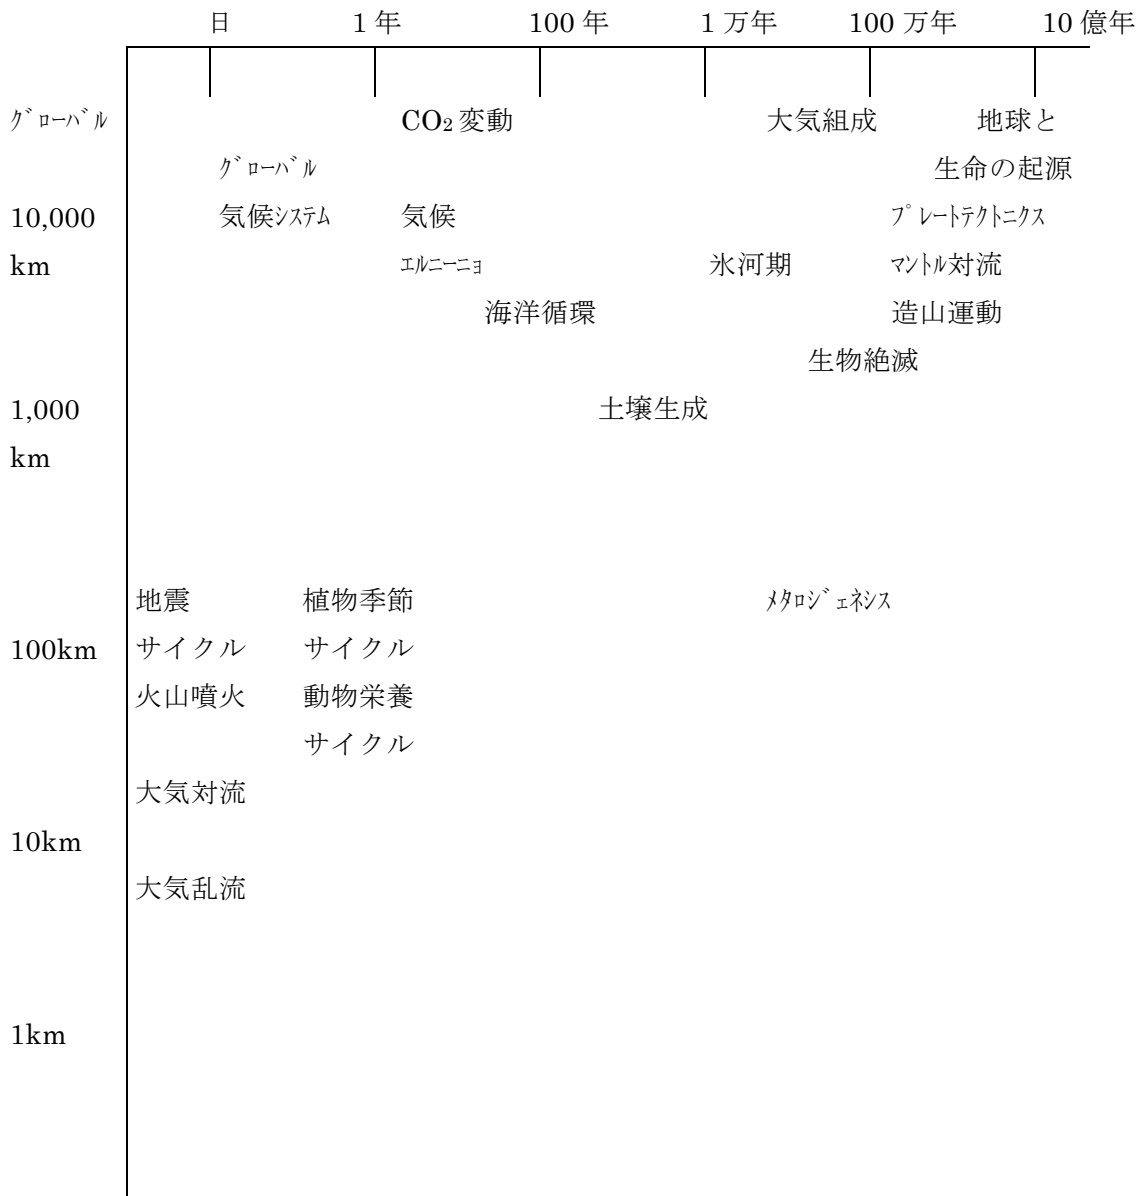 日 1年 100年 1万年 100万年 10億年
グローバル CO₂変動 大気組成 地球と
グローバル 生命の起源
10,000 気候システム 気候 プレートテクトニクス
km エルニーニョ 氷河期 マントル対流
海洋循環 造山運動
生物絶滅
1,000 土壌生成
km
地震 植物季節 メタロジェネシス
100km サイクル サイクル
火山噴火 動物栄養
サイクル
大気対流
10km
大気乱流
1km